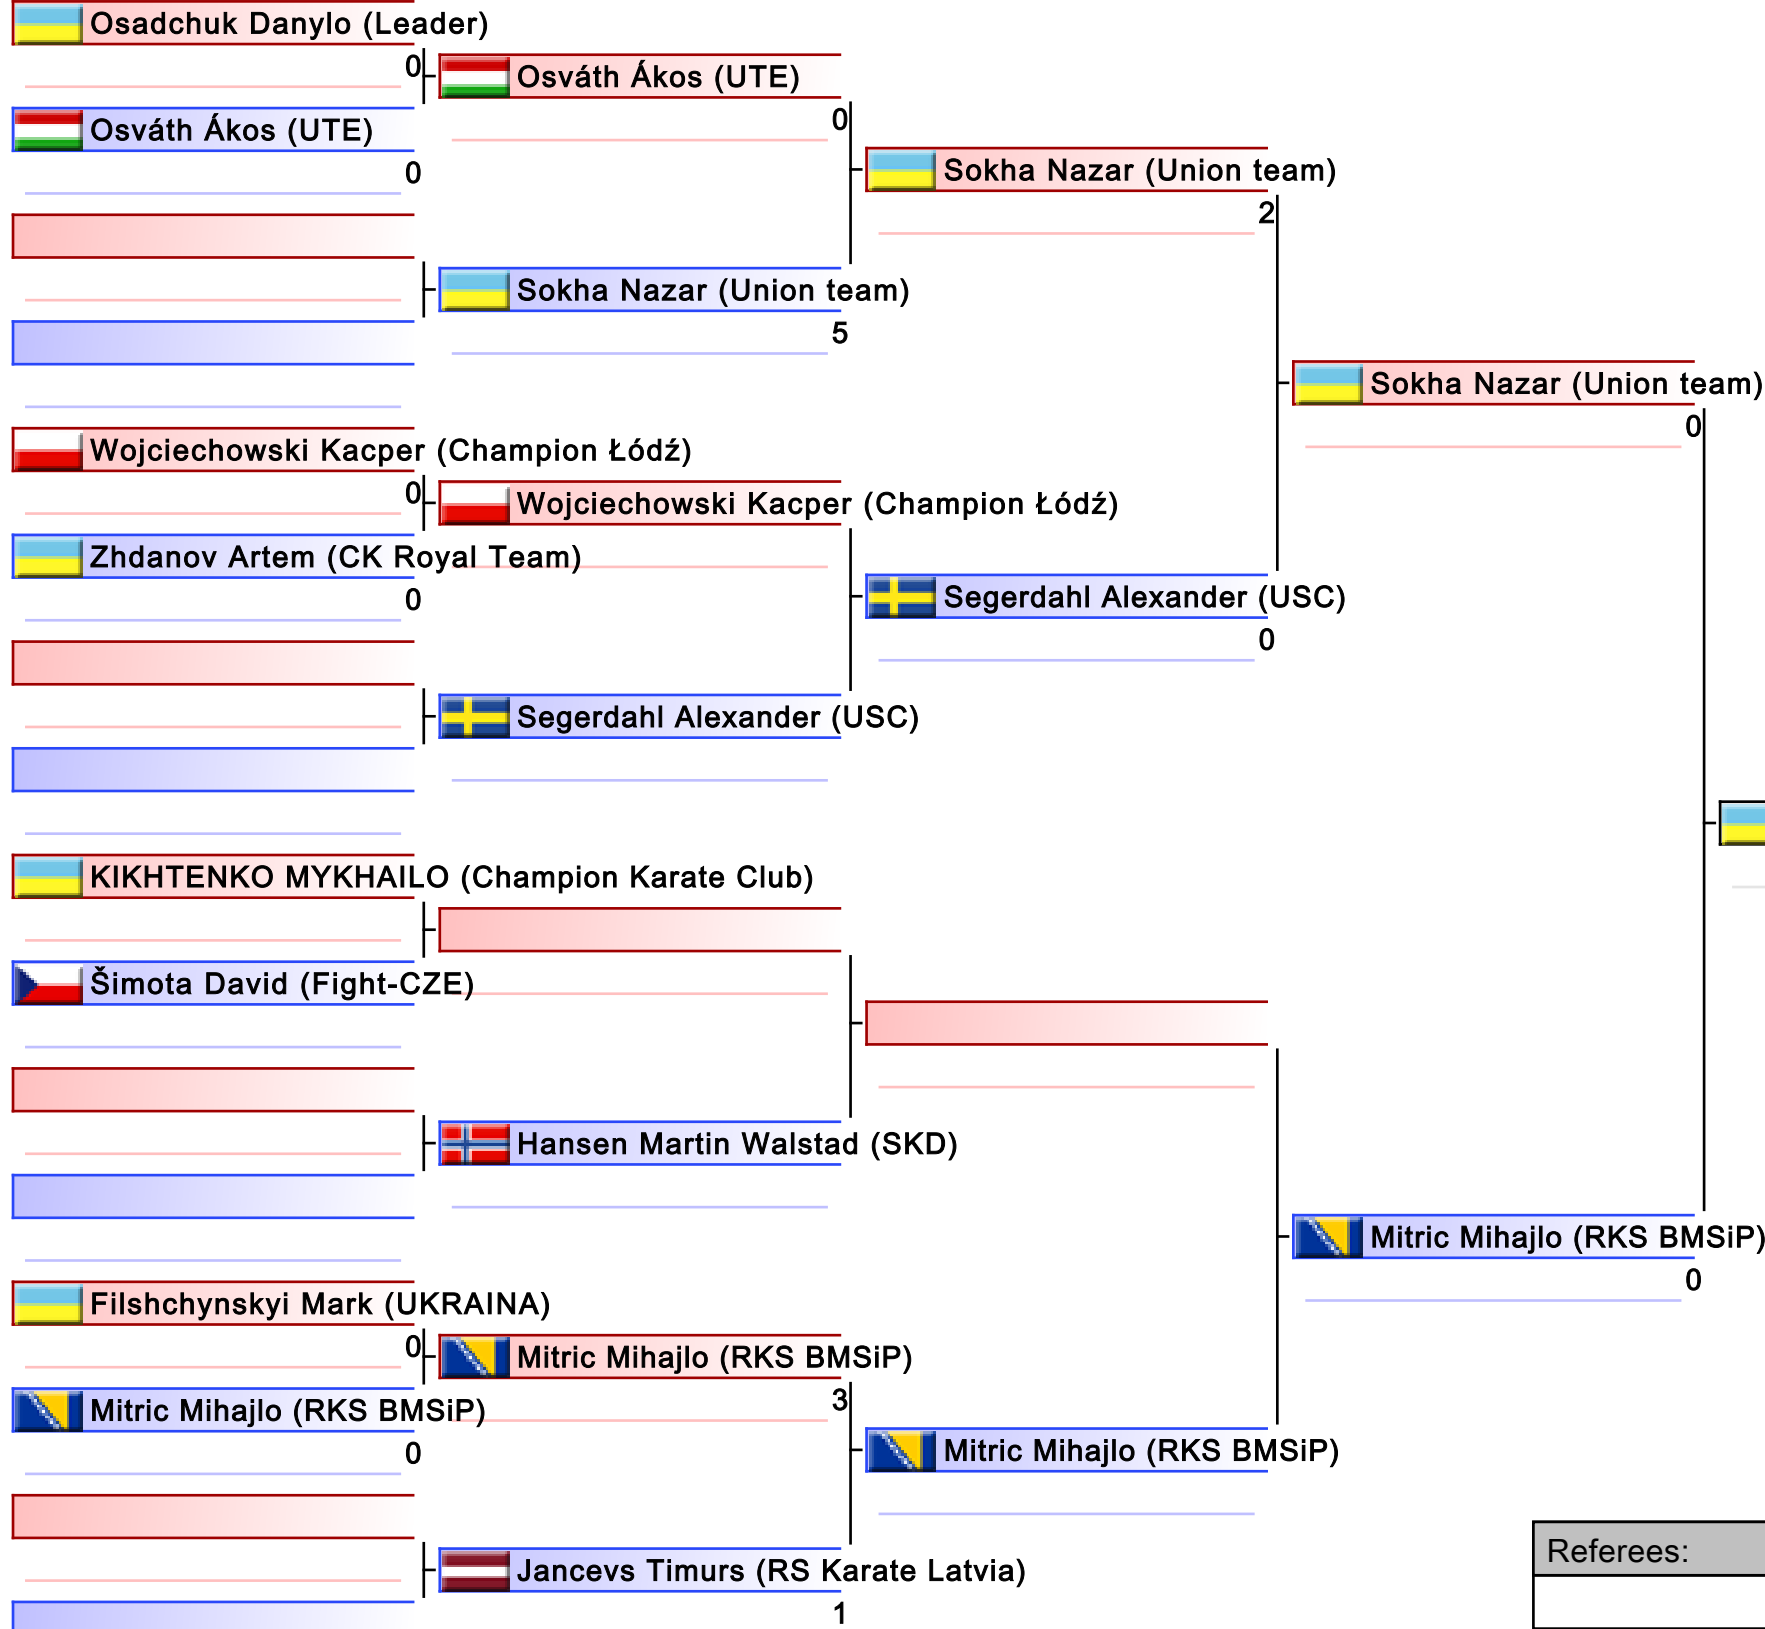 Osadchuk Danylo (Leader)
0
Osváth Ákos (UTE)
0
Osváth Ákos (UTE)
0
Sokha Nazar (Union team)
5
Sokha Nazar (Union team)
2
Wojciechowski Kacper (Champion Łódź)
0
Zhdanov Artem (CK Royal Team)
0
Wojciechowski Kacper (Champion Łódź)
Segerdahl Alexander (USC)
Segerdahl Alexander (USC)
0
Sokha Nazar (Union team)
0
KIKHTENKO MYKHAILO (Champion Karate Club)
Šimota David (Fight-CZE)
Hansen Martin Walstad (SKD)
Filshchynskyi Mark (UKRAINA)
0
Mitric Mihajlo (RKS BMSiP)
0
Mitric Mihajlo (RKS BMSiP)
3
Jancevs Timurs (RS Karate Latvia)
1
Mitric Mihajlo (RKS BMSiP)
Mitric Mihajlo (RKS BMSiP)
0
Referees: